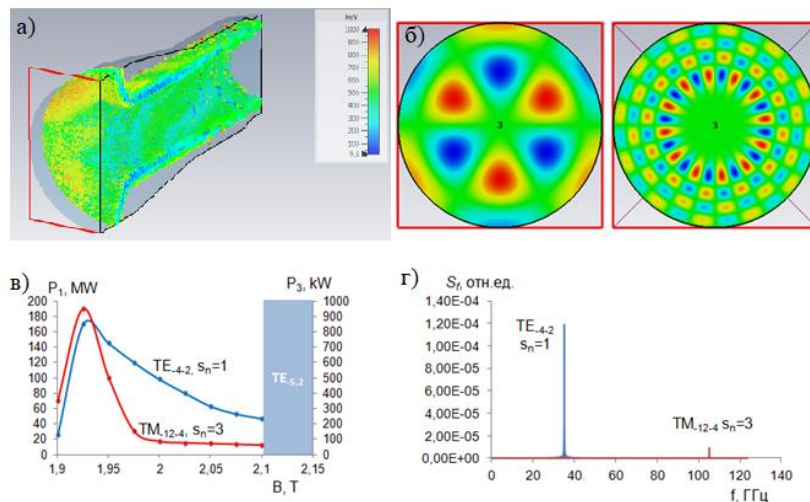 а)
keV
1000
900
800
700
600
500
400
300
200
100
б)
3
3
в)
P₁, MW
P₃, kW
200
180
160
140
120
100
80
60
40
20
0
1000
900
800
700
600
500
400
300
200
100
0
TE₋₄₋₂, sₙ=1
TM₋₁₂₋₄, sₙ=3
TE₋₅,₂
1,9
1,95
2
2,05
2,1
2,15
B, T
г)
S_f, отн.ед.
1,40E-04
1,20E-04
1,00E-04
8,00E-05
6,00E-05
4,00E-05
2,00E-05
0,00E+00
TE₋₄₋₂
sₙ=1
TM₋₁₂₋₄ sₙ=3
0
20
40
60
80
100
120
140
f, ГГц